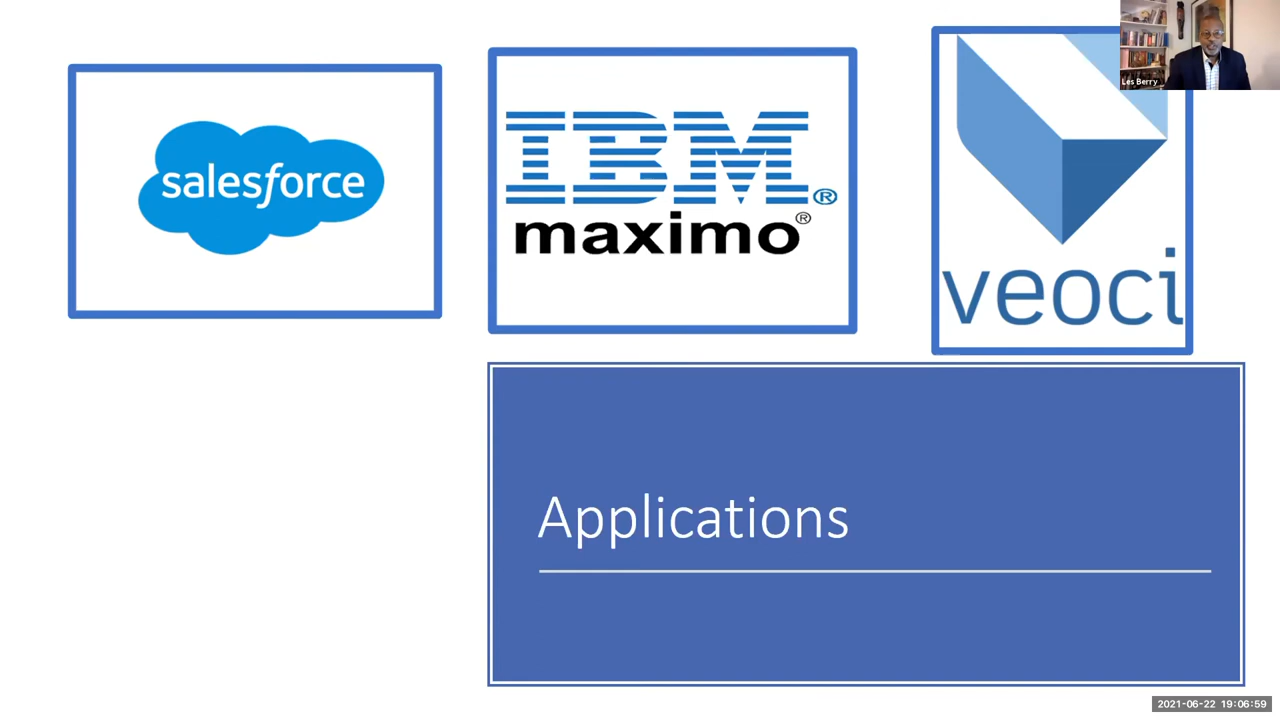 salesforce
IBM®
maximo®
veoci
Les Berry
Applications
2021-06-22 19:06:59